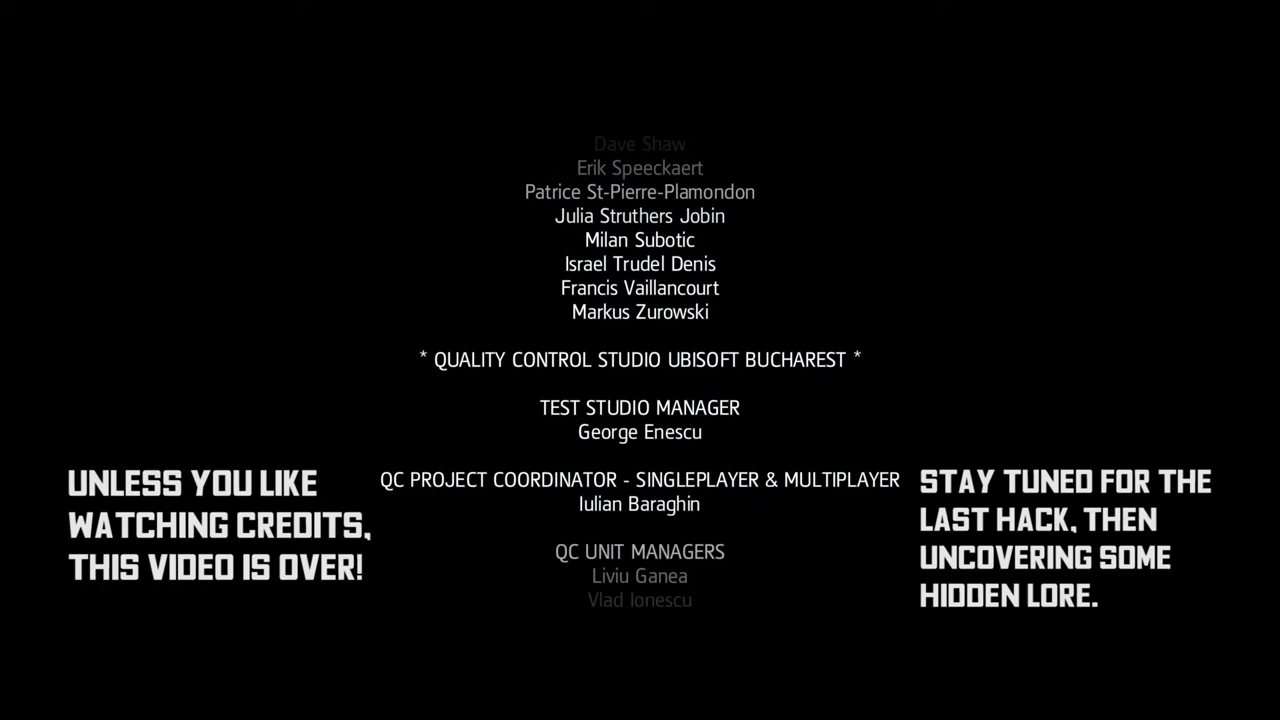 Dave Shaw
Erik Speeckaert
Patrice St-Pierre-Plamondon
Julia Struthers Jobin
Milan Subotic
Israel Trudel Denis
Francis Vaillancourt
Markus Zurowski
* QUALITY CONTROL STUDIO UBISOFT BUCHAREST *
TEST STUDIO MANAGER
George Enescu
QC PROJECT COORDINATOR - SINGLEPLAYER & MULTIPLAYER
Iulian Baraghin
QC UNIT MANAGERS
Liviu Ganea
Vlad Ionescu
UNLESS YOU LIKE
WATCHING CREDITS,
THIS VIDEO IS OVER!
STAY TUNED FOR THE
LAST HACK, THEN
UNCOVERING SOME
HIDDEN LORE.